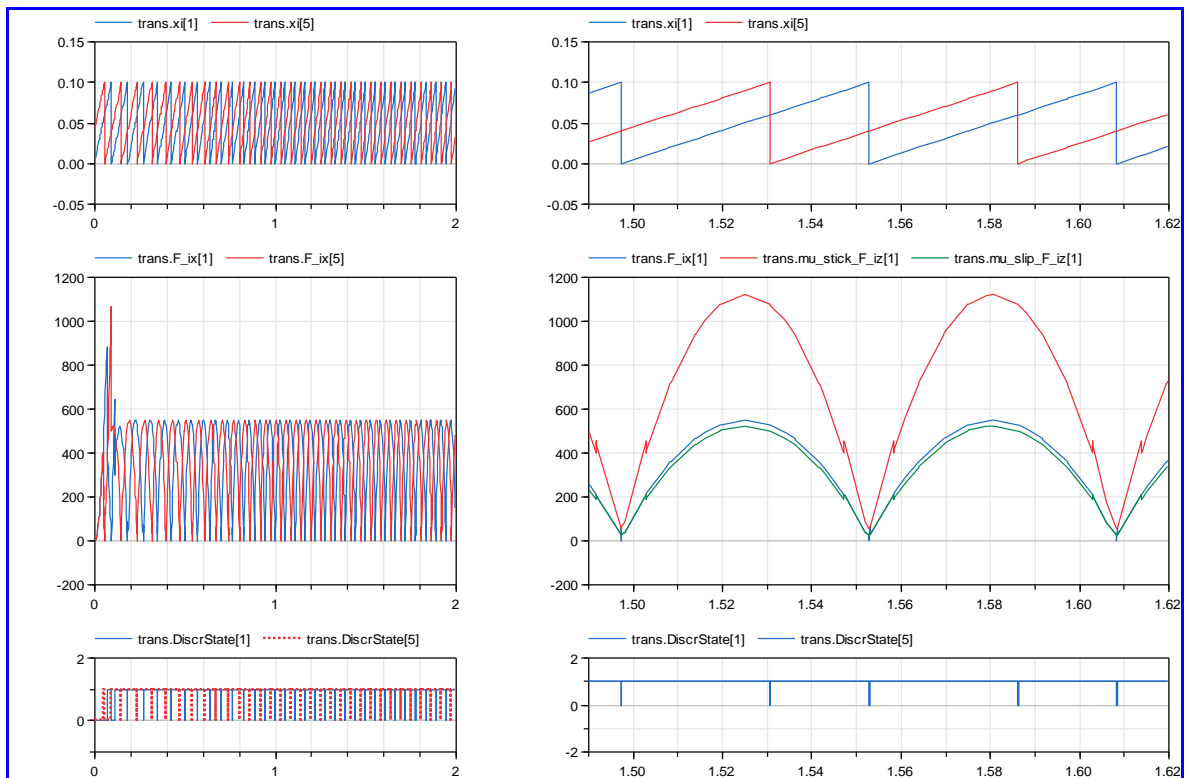 trans.xi[1] trans.xi[5]
0.15
0.10
0.05
0.00
-0.05
0 1 2
trans.xi[1] trans.xi[5]
0.15
0.10
0.05
0.00
-0.05
1.50 1.52 1.54 1.56 1.58 1.60 1.62
trans.F_ix[1] trans.F_ix[5]
1200
1000
800
600
400
200
0
-200
0 1 2
trans.F_ix[1] trans.mu_stick_F_iz[1] trans.mu_slip_F_iz[1]
1200
1000
800
600
400
200
0
-200
1.50 1.52 1.54 1.56 1.58 1.60 1.62
trans.DiscrState[1] trans.DiscrState[5]
2
0
0 1 2
trans.DiscrState[1] trans.DiscrState[5]
2
0
-2
1.50 1.52 1.54 1.56 1.58 1.60 1.62